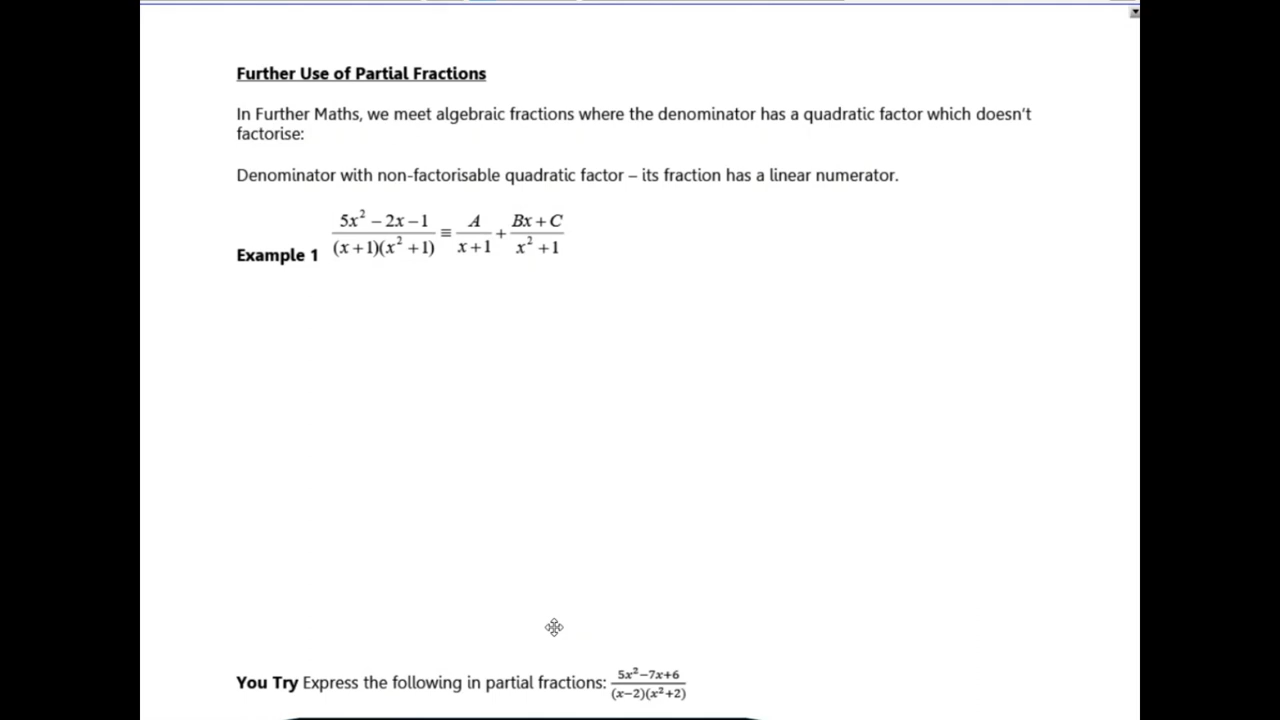 Further Use of Partial Fractions
In Further Maths, we meet algebraic fractions where the denominator has a quadratic factor which doesn't
factorise:
Denominator with non-factorisable quadratic factor – its fraction has a linear numerator.
Example 1 (5x² − 2x − 1)/((x + 1)(x² + 1)) ≡ A/(x + 1) + (Bx + C)/(x² + 1)
You Try Express the following in partial fractions: (5x²−7x+6)/((x−2)(x²+2))